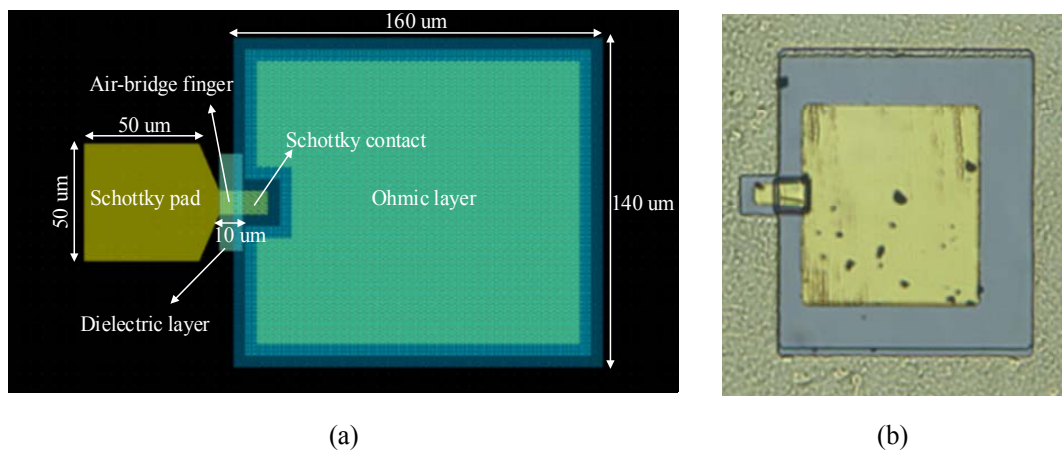 160 um
Air-bridge finger
50 um
Schottky contact
50 um
Schottky pad
Ohmic layer
140 um
10 um
Dielectric layer
(a)
(b)